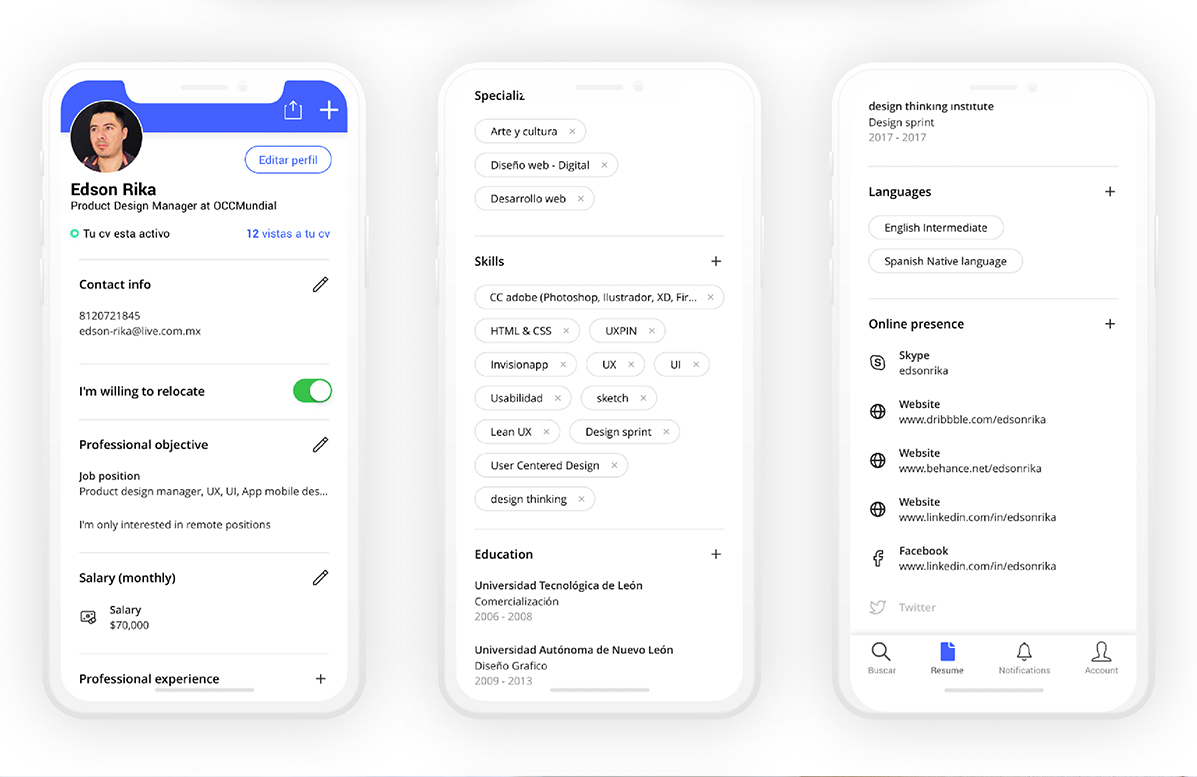 Editar perfil
Edson Rika
Product Design Manager at OCCMundial
Tu cv esta activo
12 vistas a tu cv
Contact info
8120721845
edson-rika@live.com.mx
I'm willing to relocate
Professional objective
Job position
Product design manager, UX, UI, App mobile des...
I'm only interested in remote positions
Salary (monthly)
Salary
$70,000
Professional experience
Arte y cultura
Diseño web - Digital
Desarrollo web
Skills
CC adobe (Photoshop, Ilustrador, XD, Fir...
HTML & CSS
UXPIN
Invisionapp
UX
UI
Usabilidad
sketch
Lean UX
Design sprint
User Centered Design
design thinking
Education
Universidad Tecnológica de León
Comercialización
2006 - 2008
Universidad Autónoma de Nuevo León
Diseño Grafico
2009 - 2013
design thinking institute
Design sprint
2017 - 2017
Languages
English Intermediate
Spanish Native language
Online presence
Skype
edsonrika
Website
www.dribbble.com/edsonrika
Website
www.behance.net/edsonrika
Website
www.linkedin.com/in/edsonrika
Facebook
www.linkedin.com/in/edsonrika
Twitter
Buscar
Resume
Notifications
Account